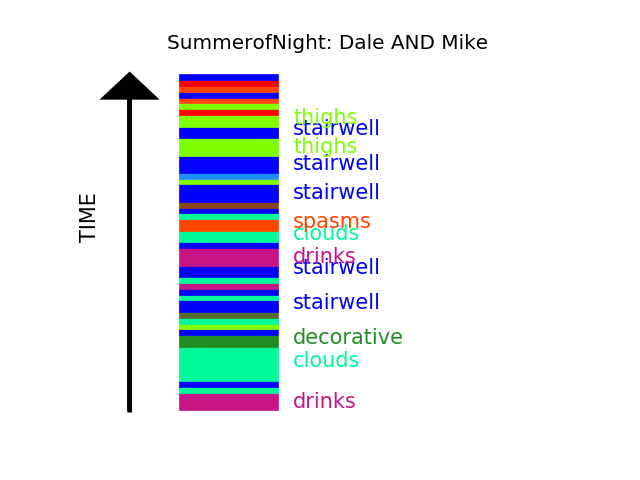 SummerofNight: Dale AND Mike
thighs
stairwell
thighs
stairwell
stairwell
spasms
clouds
drinks
stairwell
stairwell
decorative
clouds
drinks
TIME